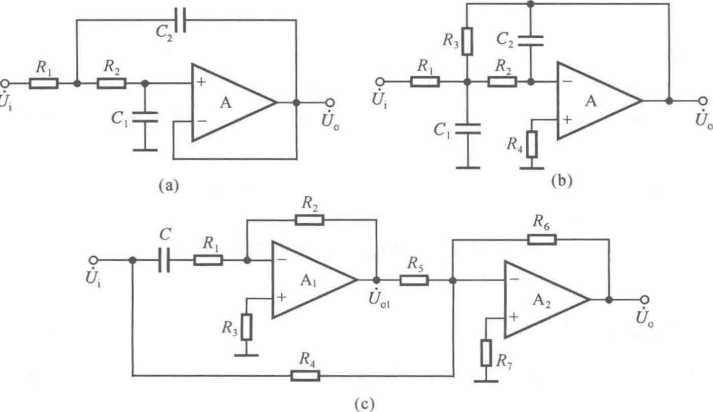 C₂
R₁ R₂ + A −
U̇ᵢ C₁ U̇ₒ
(a)
R₃ C₂
R₁ R₂ − A +
U̇ᵢ C₁ R₄ U̇ₒ
(b)
R₂ R₆
C R₁ − A₁ + R₅ − A₂ +
U̇ᵢ R₃ U̇ₒ₁ U̇ₒ
R₄ R₇
(c)